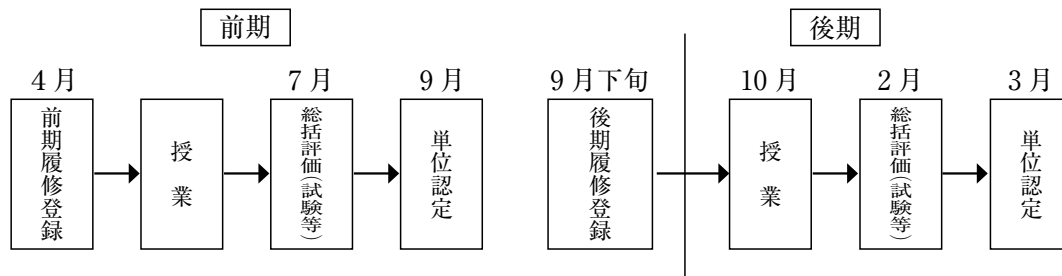 前期
後期
4月
7月
9月
9月下旬
10月
2月
3月
前期履修登録
授業
総括評価(試験等)
単位認定
後期履修登録
授業
総括評価(試験等)
単位認定